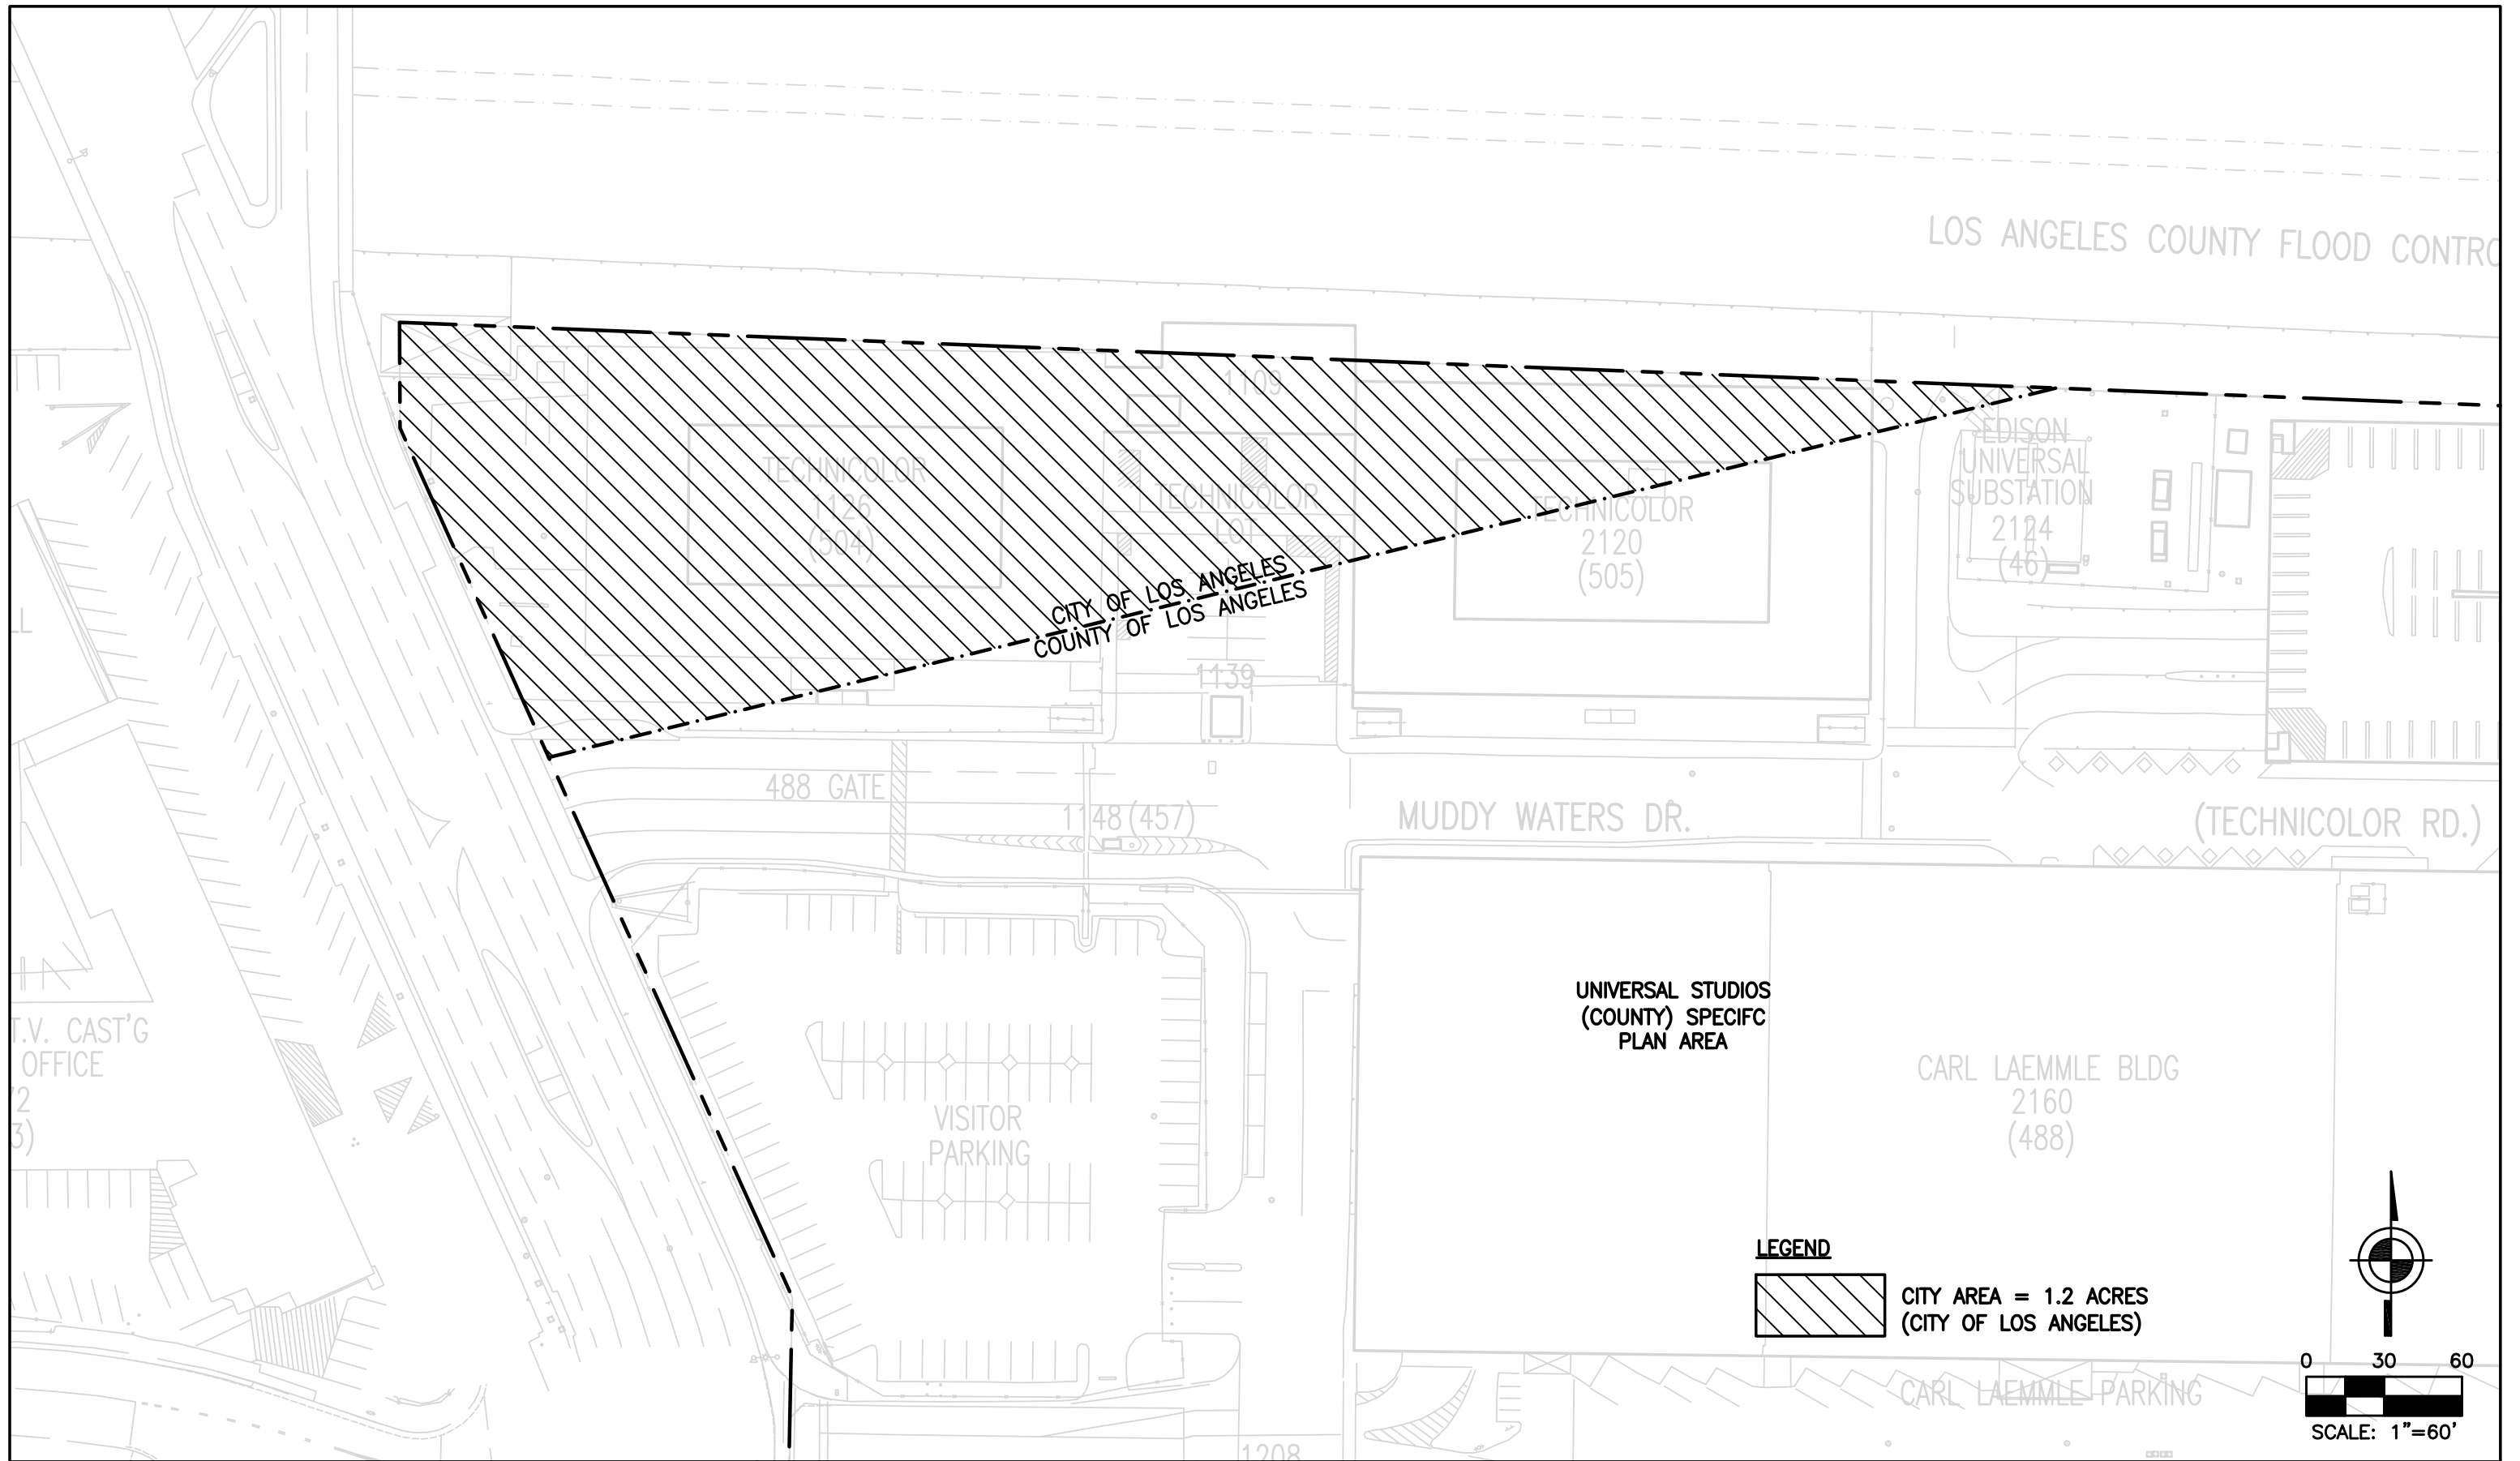 LOS ANGELES COUNTY FLOOD CONTRO
1109
TECHNICOLOR
1126
(504)
TECHNICOLOR
LOT
TECHNICOLOR
2120
(505)
EDISON
UNIVERSAL
SUBSTATION
2124
(46)
CITY OF LOS ANGELES
COUNTY OF LOS ANGELES
1139
488 GATE
1148 (457)
MUDDY WATERS DR.
(TECHNICOLOR RD.)
UNIVERSAL STUDIOS
(COUNTY) SPECIFC
PLAN AREA
T.V. CAST'G
OFFICE
72
3)
VISITOR
PARKING
CARL LAEMMLE BLDG
2160
(488)
LEGEND
CITY AREA = 1.2 ACRES
(CITY OF LOS ANGELES)
0 30 60
SCALE: 1"=60'
CARL LAEMMLE PARKING
1208